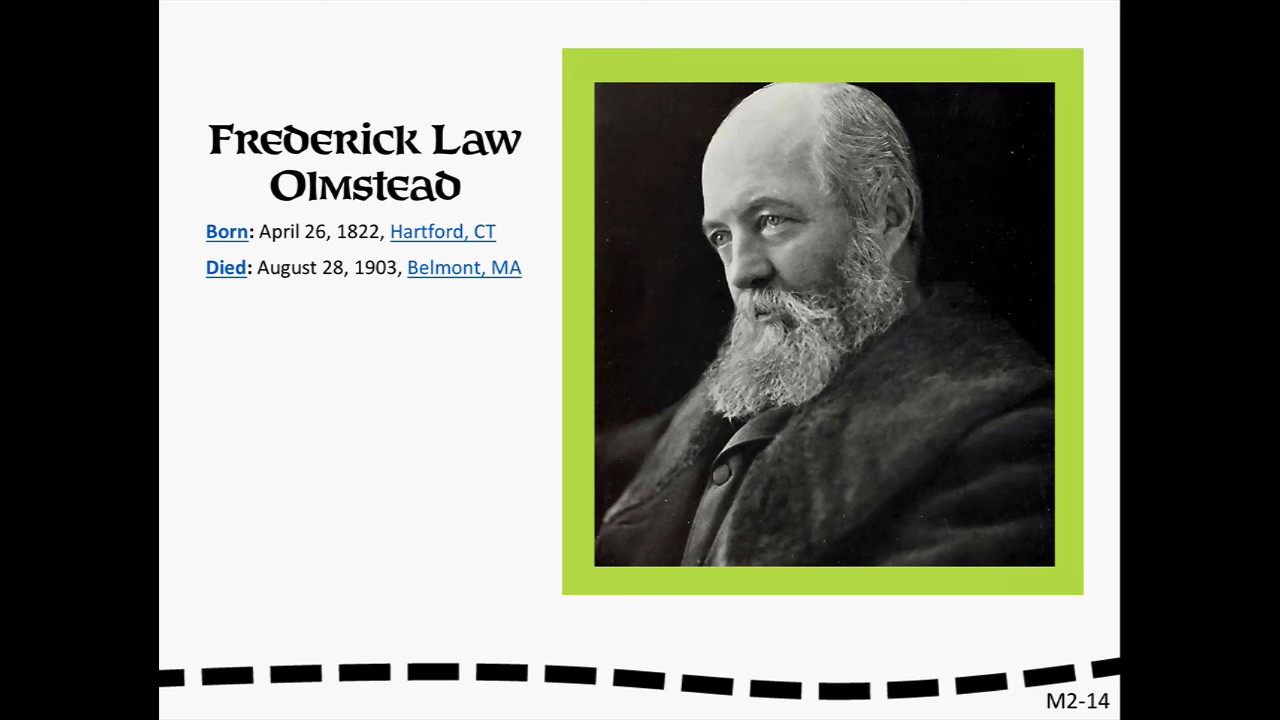 Frederick Law
Olmstead
Born: April 26, 1822, Hartford, CT
Died: August 28, 1903, Belmont, MA
M2-14